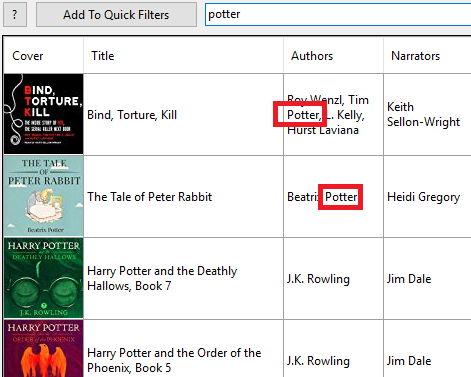 ? Add To Quick Filters potter
Cover Title Authors Narrators
BIND,
TORTURE,
KILL
THE INSIDE STORY OF BTK,
THE SERIAL KILLER NEXT DOOR
Bind, Torture, Kill
Roy Wenzl, Tim
Potter, L. Kelly,
Hurst Laviana
Keith
Sellon-Wright
THE TALE
OF
PETER RABBIT
Beatrix Potter
The Tale of Peter Rabbit
Beatrix Potter
Heidi Gregory
HARRY POTTER
AND THE
DEATHLY HALLOWS
J.K. ROWLING
Harry Potter and the Deathly
Hallows, Book 7
J.K. Rowling
Jim Dale
HARRY POTTER
AND THE
ORDER OF THE PHOENIX
Harry Potter and the Order of the
Phoenix, Book 5
J.K. Rowling
Jim Dale